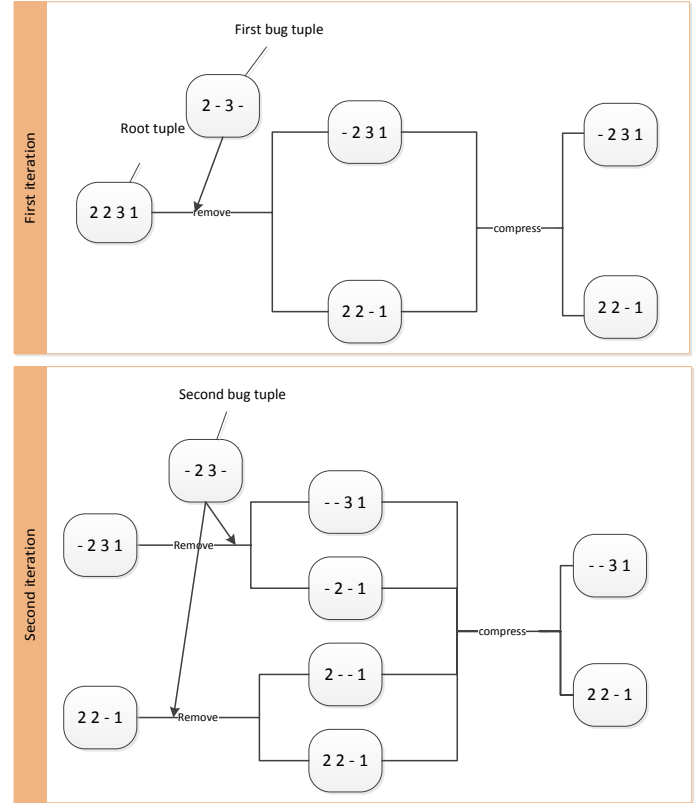 First iteration
First bug tuple
2 - 3 -
Root tuple
- 2 3 1
- 2 3 1
2 2 3 1
remove
compress
2 2 - 1
2 2 - 1
Second iteration
Second bug tuple
- 2 3 -
- - 3 1
- 2 3 1
Remove
- - 3 1
- 2 - 1
compress
2 - - 1
2 2 - 1
2 2 - 1
Remove
2 2 - 1